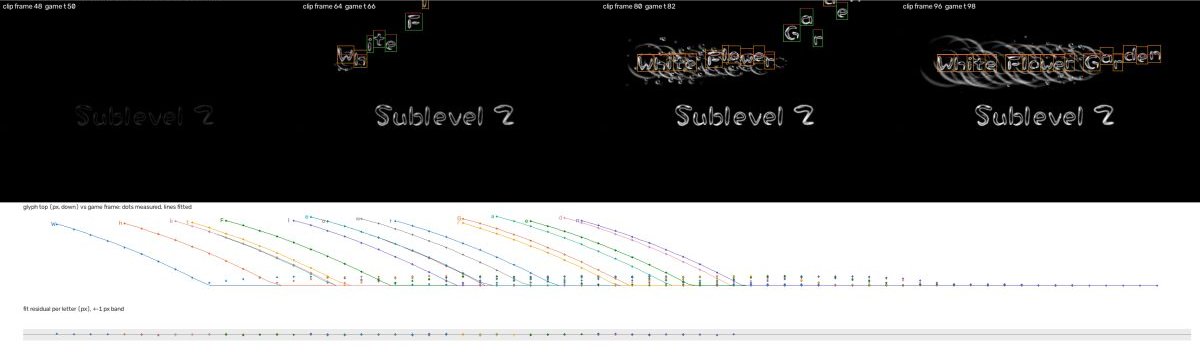 clip frame 48 game t 50
clip frame 64 game t 66
clip frame 80 game t 82
clip frame 96 game t 98
Sublevel 2
Wh i t e F
Sublevel 2
White Flower G a r e
Sublevel 2
White Flower Garden
Sublevel 2
glyph top (px, down) vs game frame: dots measured, lines fitted
W h F
fit residual per letter (px), +-1 px band